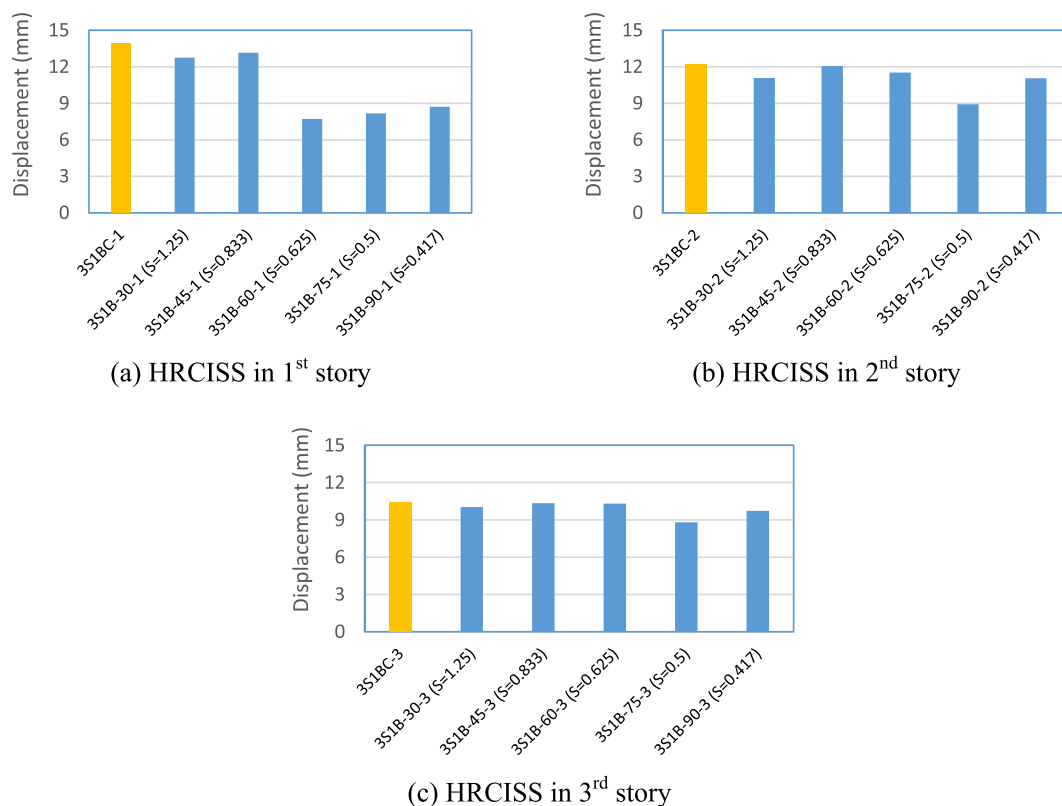 Displacement (mm)
15
12
9
6
3
0
3S1BC-1
3S1B-30-1 (S=1.25)
3S1B-45-1 (S=0.833)
3S1B-60-1 (S=0.625)
3S1B-75-1 (S=0.5)
3S1B-90-1 (S=0.417)
(a) HRCISS in 1st story
Displacement (mm)
15
12
9
6
3
0
3S1BC-2
3S1B-30-2 (S=1.25)
3S1B-45-2 (S=0.833)
3S1B-60-2 (S=0.625)
3S1B-75-2 (S=0.5)
3S1B-90-2 (S=0.417)
(b) HRCISS in 2nd story
Displacement (mm)
15
12
9
6
3
0
3S1BC-3
3S1B-30-3 (S=1.25)
3S1B-45-3 (S=0.833)
3S1B-60-3 (S=0.625)
3S1B-75-3 (S=0.5)
3S1B-90-3 (S=0.417)
(c) HRCISS in 3rd story